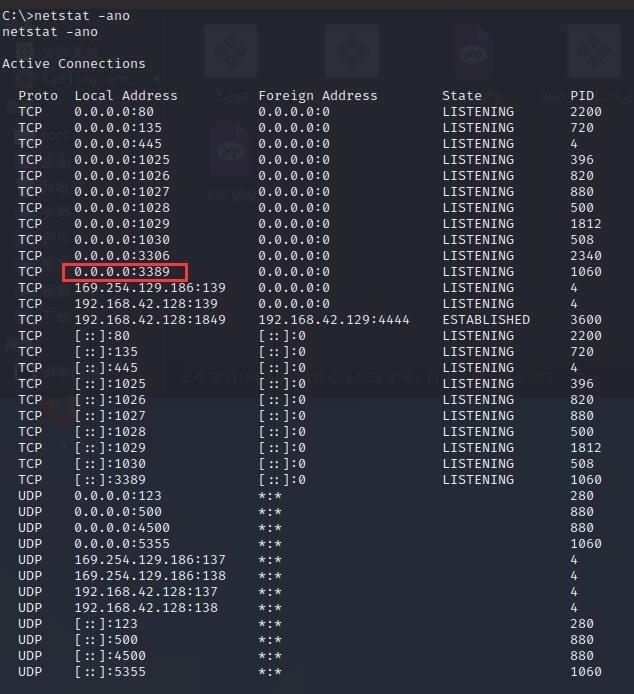 C:\>netstat -ano
netstat -ano
Active Connections
Proto Local Address Foreign Address State PID
TCP 0.0.0.0:80 0.0.0.0:0 LISTENING 2200
TCP 0.0.0.0:135 0.0.0.0:0 LISTENING 720
TCP 0.0.0.0:445 0.0.0.0:0 LISTENING 4
TCP 0.0.0.0:1025 0.0.0.0:0 LISTENING 396
TCP 0.0.0.0:1026 0.0.0.0:0 LISTENING 820
TCP 0.0.0.0:1027 0.0.0.0:0 LISTENING 880
TCP 0.0.0.0:1028 0.0.0.0:0 LISTENING 500
TCP 0.0.0.0:1029 0.0.0.0:0 LISTENING 1812
TCP 0.0.0.0:1030 0.0.0.0:0 LISTENING 508
TCP 0.0.0.0:3306 0.0.0.0:0 LISTENING 2340
TCP 0.0.0.0:3389 0.0.0.0:0 LISTENING 1060
TCP 169.254.129.186:139 0.0.0.0:0 LISTENING 4
TCP 192.168.42.128:139 0.0.0.0:0 LISTENING 4
TCP 192.168.42.128:1849 192.168.42.129:4444 ESTABLISHED 3600
TCP [::]:80 [::]:0 LISTENING 2200
TCP [::]:135 [::]:0 LISTENING 720
TCP [::]:445 [::]:0 LISTENING 4
TCP [::]:1025 [::]:0 LISTENING 396
TCP [::]:1026 [::]:0 LISTENING 820
TCP [::]:1027 [::]:0 LISTENING 880
TCP [::]:1028 [::]:0 LISTENING 500
TCP [::]:1029 [::]:0 LISTENING 1812
TCP [::]:1030 [::]:0 LISTENING 508
TCP [::]:3389 [::]:0 LISTENING 1060
UDP 0.0.0.0:123 *:* 280
UDP 0.0.0.0:500 *:* 880
UDP 0.0.0.0:4500 *:* 880
UDP 0.0.0.0:5355 *:* 1060
UDP 169.254.129.186:137 *:* 4
UDP 169.254.129.186:138 *:* 4
UDP 192.168.42.128:137 *:* 4
UDP 192.168.42.128:138 *:* 4
UDP [::]:123 *:* 280
UDP [::]:500 *:* 880
UDP [::]:4500 *:* 880
UDP [::]:5355 *:* 1060